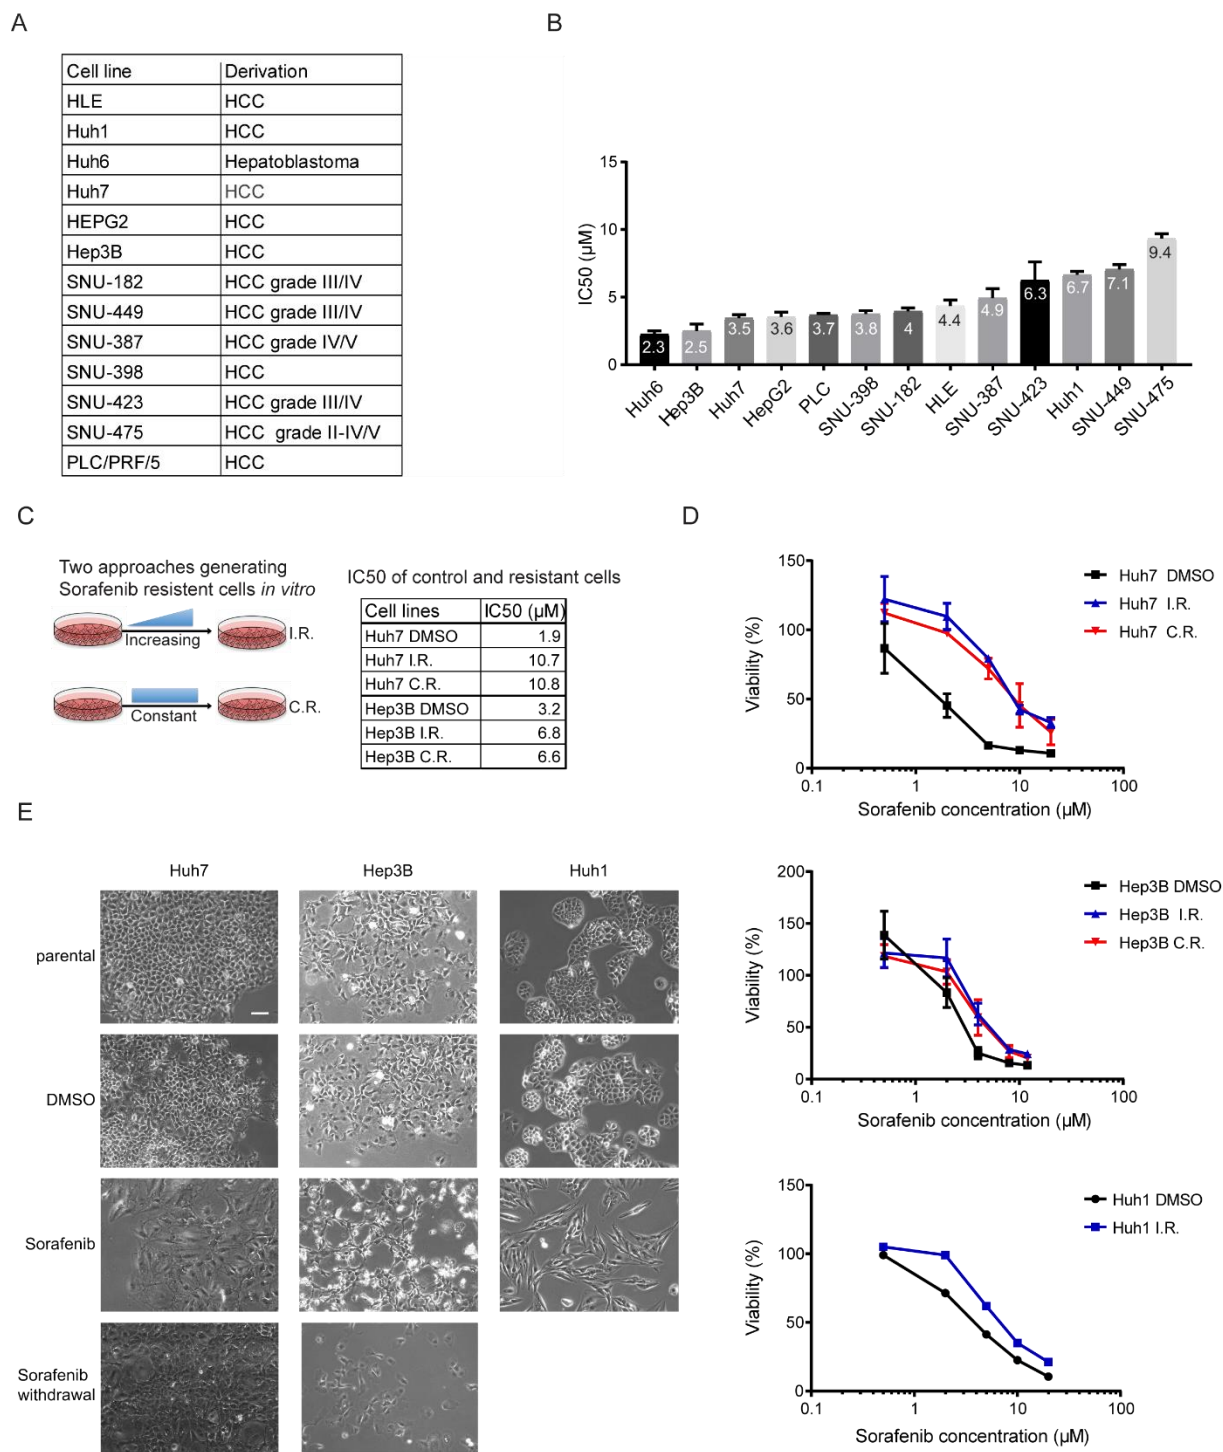 A
Cell line Derivation
HLE HCC
Huh1 HCC
Huh6 Hepatoblastoma
Huh7 HCC
HEPG2 HCC
Hep3B HCC
SNU-182 HCC grade III/IV
SNU-449 HCC grade III/IV
SNU-387 HCC grade IV/V
SNU-398 HCC
SNU-423 HCC grade III/IV
SNU-475 HCC grade II-IV/V
PLC/PRF/5 HCC
B
IC50 (µM)
15
10
5
0
2.3 2.5 3.5 3.6 3.7 3.8 4 4.4 4.9 6.3 6.7 7.1 9.4
Huh6 Hep3B Huh7 HepG2 PLC SNU-398 SNU-182 HLE SNU-387 SNU-423 Huh1 SNU-449 SNU-475
C
Two approaches generating
Sorafenib resistent cells in vitro
Increasing
I.R.
Constant
C.R.
IC50 of control and resistant cells
Cell lines IC50 (µM)
Huh7 DMSO 1.9
Huh7 I.R. 10.7
Huh7 C.R. 10.8
Hep3B DMSO 3.2
Hep3B I.R. 6.8
Hep3B C.R. 6.6
D
Viability (%)
150
100
50
0
0.1 1 10 100
Sorafenib concentration (µM)
Huh7 DMSO
Huh7 I.R.
Huh7 C.R.
Viability (%)
200
150
100
50
0
0.1 1 10 100
Sorafenib concentration (µM)
Hep3B DMSO
Hep3B I.R.
Hep3B C.R.
Viability (%)
150
100
50
0
0.1 1 10 100
Sorafenib concentration (µM)
Huh1 DMSO
Huh1 I.R.
E
Huh7 Hep3B Huh1
parental
DMSO
Sorafenib
Sorafenib
withdrawal